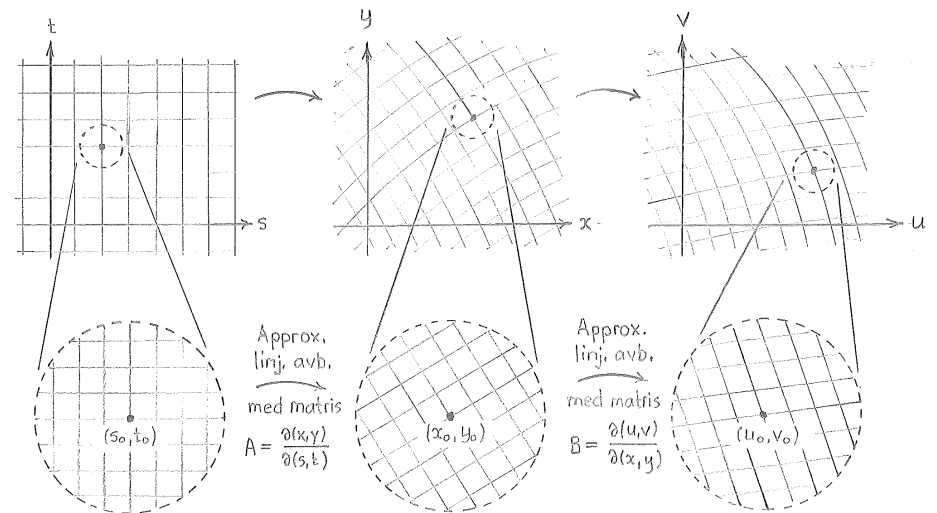 t
s
y
x
v
u
Approx.
linj. avb.
med matris
A = ∂(x,y)/∂(s,t)
Approx.
linj. avb.
med matris
B = ∂(u,v)/∂(x,y)
(s₀,t₀)
(x₀,y₀)
(u₀,v₀)